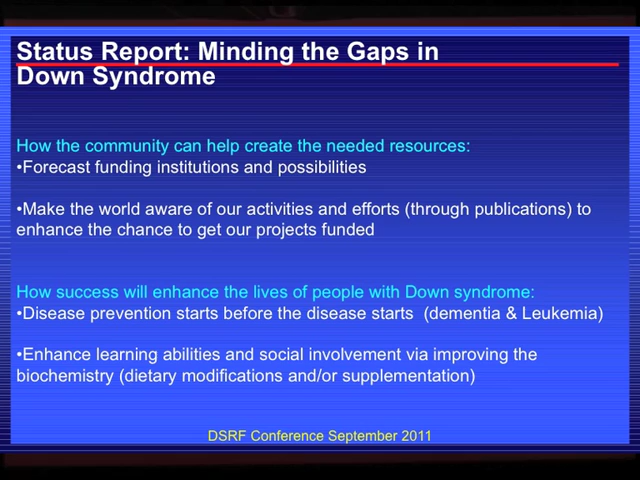 Status Report: Minding the Gaps in
Down Syndrome
How the community can help create the needed resources:
•Forecast funding institutions and possibilities
•Make the world aware of our activities and efforts (through publications) to
enhance the chance to get our projects funded
How success will enhance the lives of people with Down syndrome:
•Disease prevention starts before the disease starts (dementia & Leukemia)
•Enhance learning abilities and social involvement via improving the
biochemistry (dietary modifications and/or supplementation)
DSRF Conference September 2011